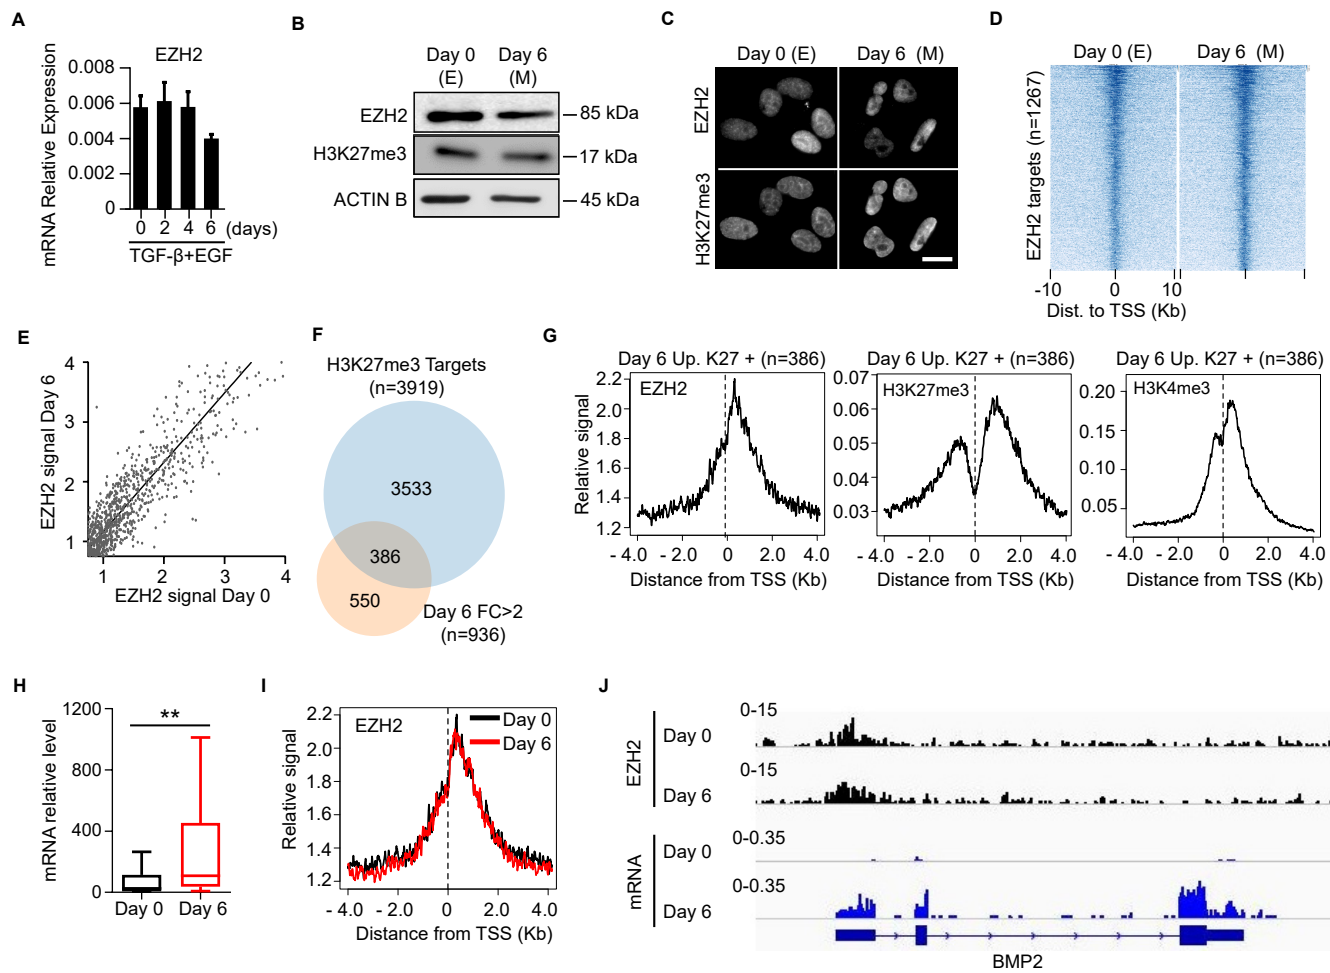 A
EZH2
mRNA Relative Expression
0.008
0.006
0.004
0.002
0
0 2 4 6 (days)
TGF-β+EGF
B
Day 0 Day 6
(E) (M)
EZH2 85 kDa
H3K27me3 17 kDa
ACTIN B 45 kDa
C
Day 0 (E) Day 6 (M)
EZH2
H3K27me3
D
Day 0 (E) Day 6 (M)
EZH2 targets (n=1267)
-10 0 10
Dist. to TSS (Kb)
E
EZH2 signal Day 6
4
3
2
1
1 2 3 4
EZH2 signal Day 0
F
H3K27me3 Targets
(n=3919)
3533
386
550
Day 6 FC>2
(n=936)
G
Day 6 Up. K27 + (n=386)
EZH2
Relative signal
2.2
2.0
1.8
1.6
1.4
1.2
- 4.0 -2.0 0 2.0 4.0
Distance from TSS (Kb)
Day 6 Up. K27 + (n=386)
H3K27me3
0.07
0.06
0.05
0.04
0.03
- 4.0 -2.0 0 2.0 4.0
Distance from TSS (Kb)
Day 6 Up. K27 + (n=386)
H3K4me3
0.20
0.15
0.10
0.05
- 4.0 -2.0 0 2.0 4.0
Distance from TSS (Kb)
H
mRNA relative level
1200
800
400
0
**
Day 0 Day 6
I
EZH2
Day 0
Day 6
Relative signal
2.2
2.0
1.8
1.6
1.4
1.2
- 4.0 -2.0 0 2.0 4.0
Distance from TSS (Kb)
J
EZH2
Day 0
0-15
Day 6
0-15
mRNA
Day 0
0-0.35
Day 6
0-0.35
BMP2